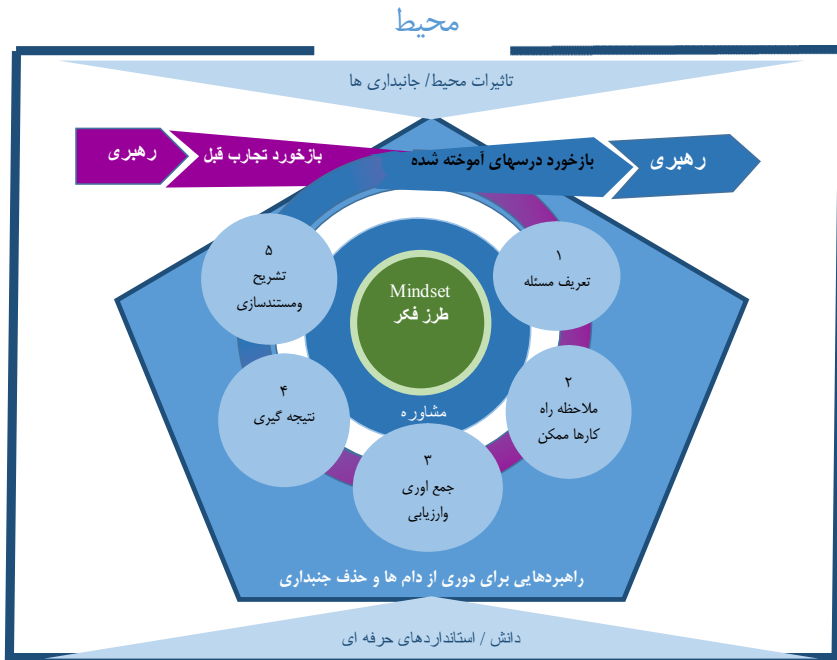 محیط
تاثیرات محیط/ جانبداری ها
رهبری
بازخورد تجارب قبل
بازخورد درسهای آموخته شده
رهبری
۱
تعریف مسئله
۲
ملاحظه راه
کارها ممکن
۳
جمع اوری
وارزیابی
۴
نتیجه گیری
۵
تشریح
ومستندسازی
Mindset
طرز فکر
مشاوره
راهبردهایی برای دوری از دام ها و حذف جنبداری
دانش / استانداردهای حرفه ای